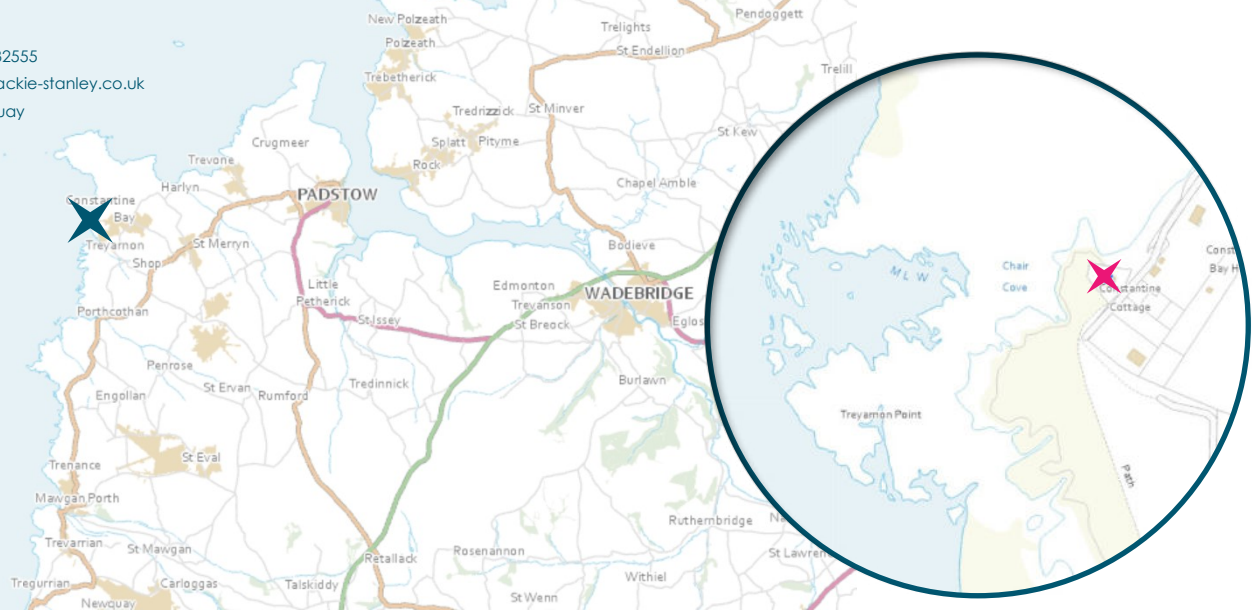 32555
ackie-stanley.co.uk
uay
New Polzeath
Pendoggett
Trelights
Polzeath
St Endellion
Trebetherick
Trelill
Tredrizzick
St Minver
Splatt
Pityme
St Kew
Crugmeer
Trevone
Rock
Chapel Amble
Harlyn
PADSTOW
Constantine
Bay
Treyarnon
St Merryn
Bodieve
Shop
Little
Petherick
Edmonton
WADEBRIDGE
Trevanson
Porthcothan
St Issey
St Breock
Eglos
Penrose
St Ervan
Rumford
Tredinnick
Burlawn
Engollan
St Eval
Trenance
Mawgan Porth
Ruthernbridge
Trevarrian
St Mawgan
Retallack
Rosenannon
St Lawren
Tregurrian
Carloggas
Talskiddy
Withiel
Newquay
St Wenn
MLW
Chair
Cove
Const
Bay H
Constantine
Cottage
Treyarnon Point
Path